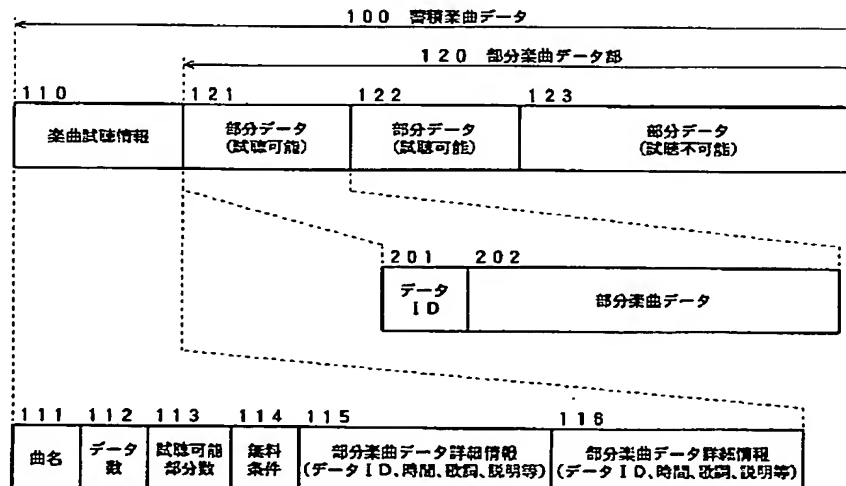 100 蓄積楽曲データ
120 部分楽曲データ部
110 121 122 123
楽曲試聴情報 部分データ (試聴可能) 部分データ (試聴可能) 部分データ (試聴不可能)
201 202
データ ID 部分楽曲データ
111 112 113 114 115 116
曲名 データ数 試聴可能部分数 無料条件 部分楽曲データ詳細情報 (データID、時間、歌詞、説明等) 部分楽曲データ詳細情報 (データID、時間、歌詞、説明等)